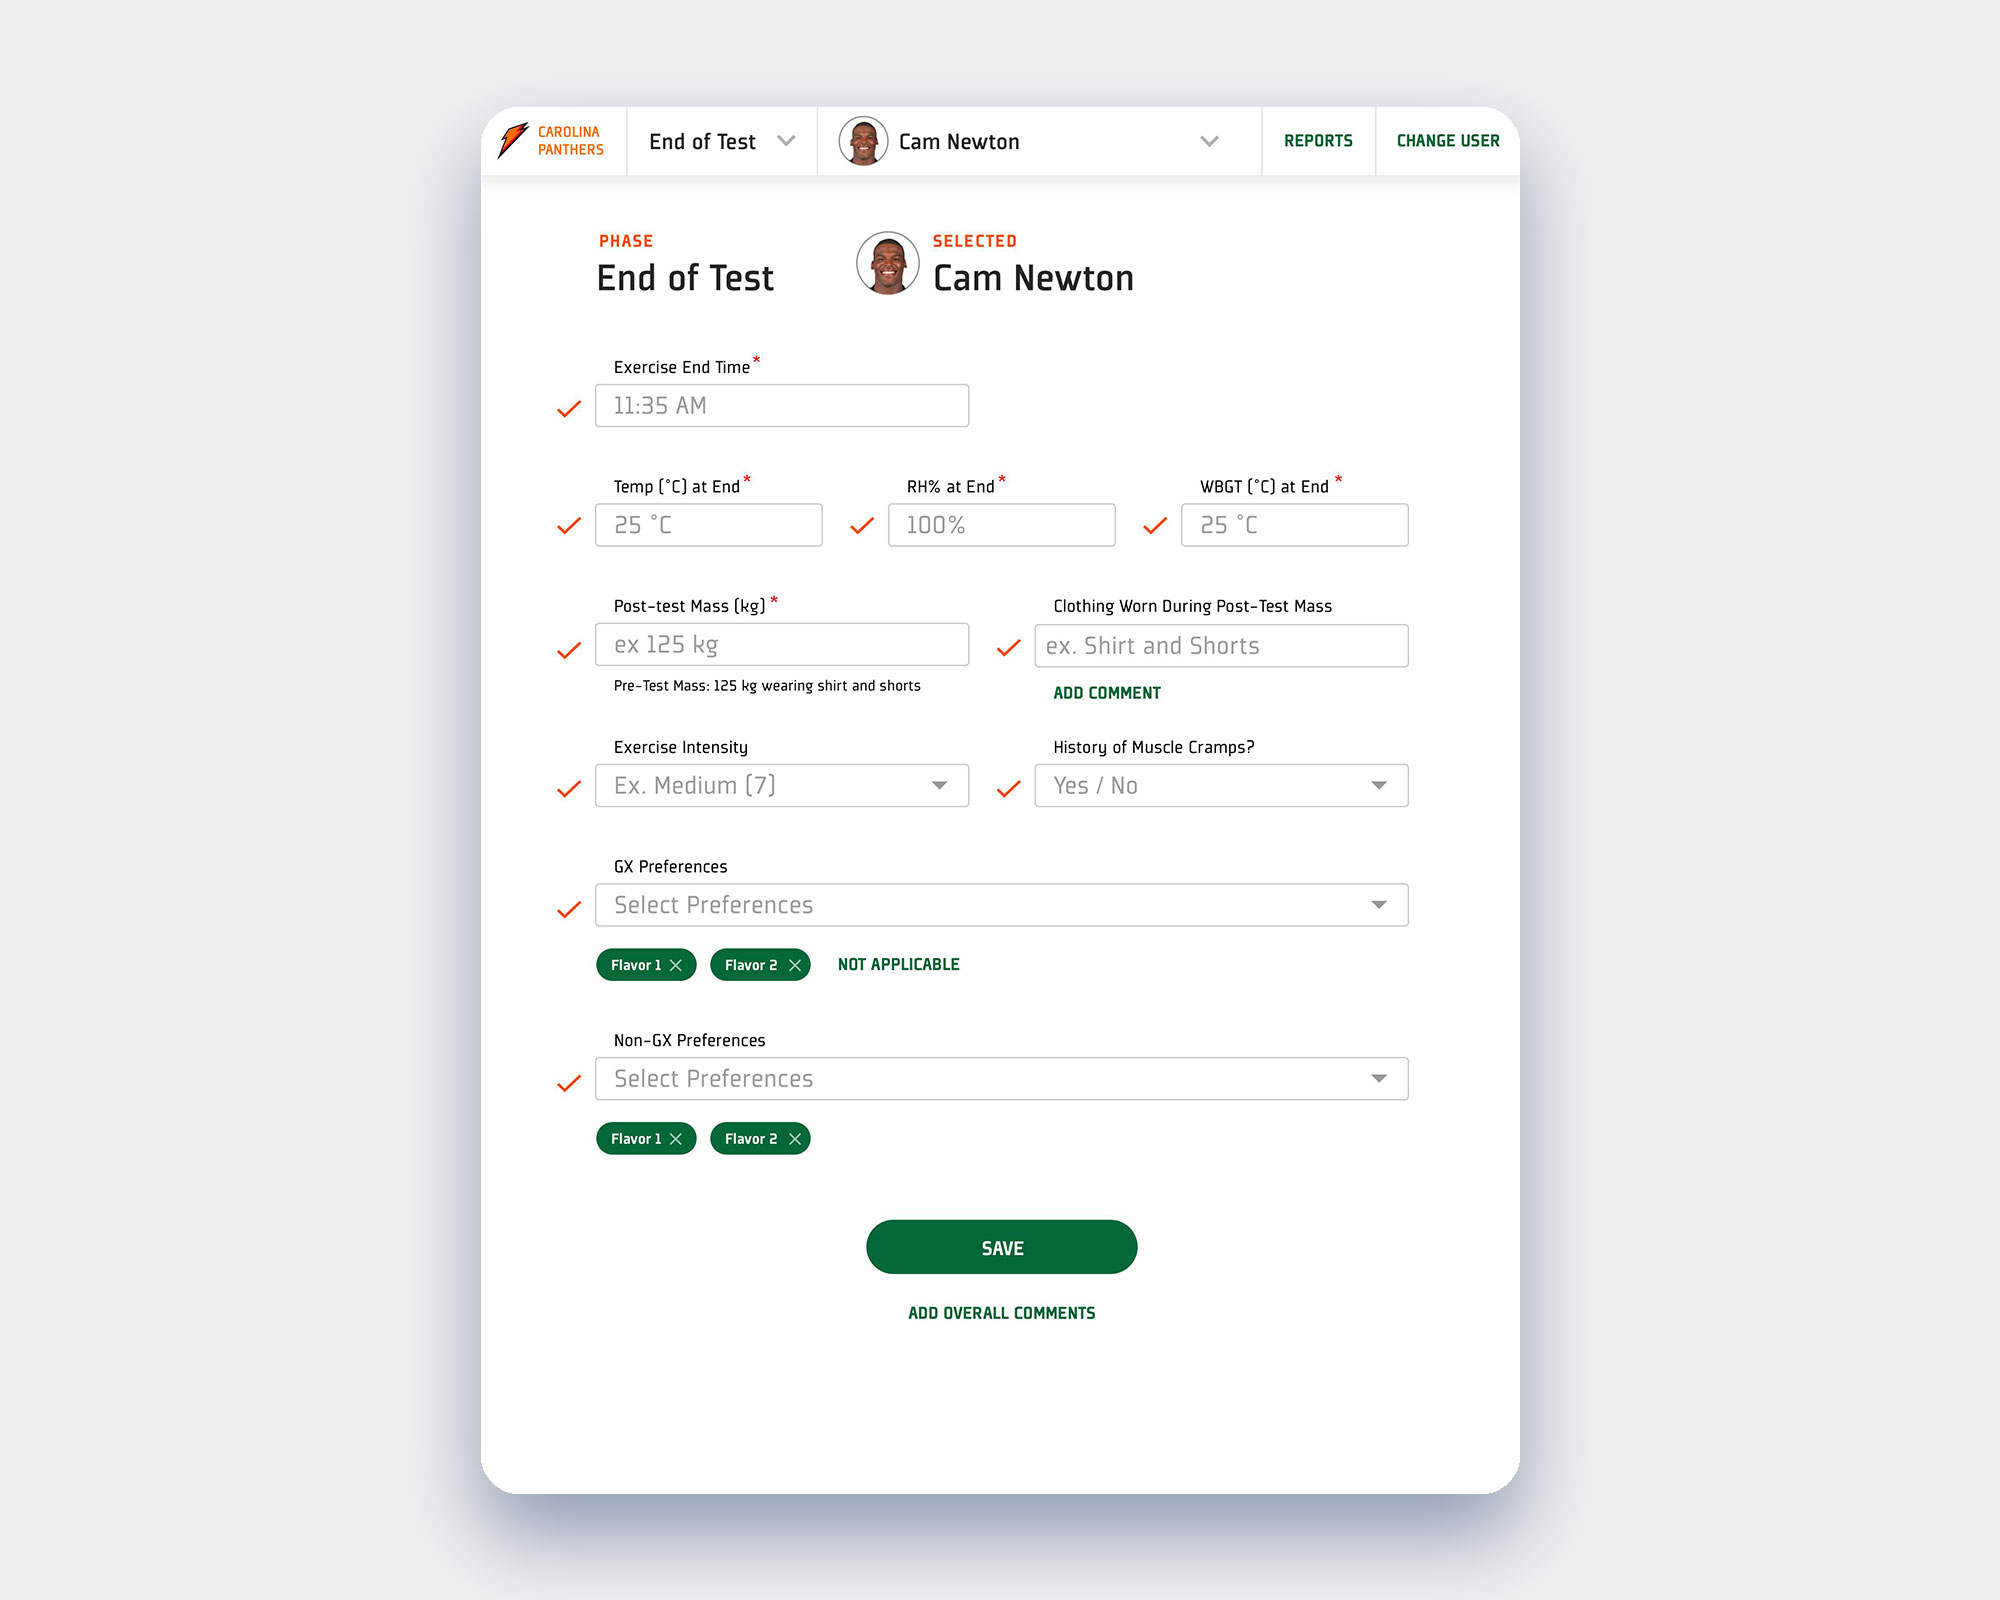 CAROLINA
PANTHERS
End of Test
Cam Newton
REPORTS
CHANGE USER
PHASE
End of Test
SELECTED
Cam Newton
Exercise End Time*
11:35 AM
Temp (°C) at End*
25 °C
RH% at End*
100%
WBGT (°C) at End *
25 °C
Post-test Mass (kg) *
ex 125 kg
Pre-Test Mass: 125 kg wearing shirt and shorts
Clothing Worn During Post-Test Mass
ex. Shirt and Shorts
ADD COMMENT
Exercise Intensity
Ex. Medium (7)
History of Muscle Cramps?
Yes / No
GX Preferences
Select Preferences
Flavor 1
Flavor 2
NOT APPLICABLE
Non-GX Preferences
Select Preferences
Flavor 1
Flavor 2
SAVE
ADD OVERALL COMMENTS